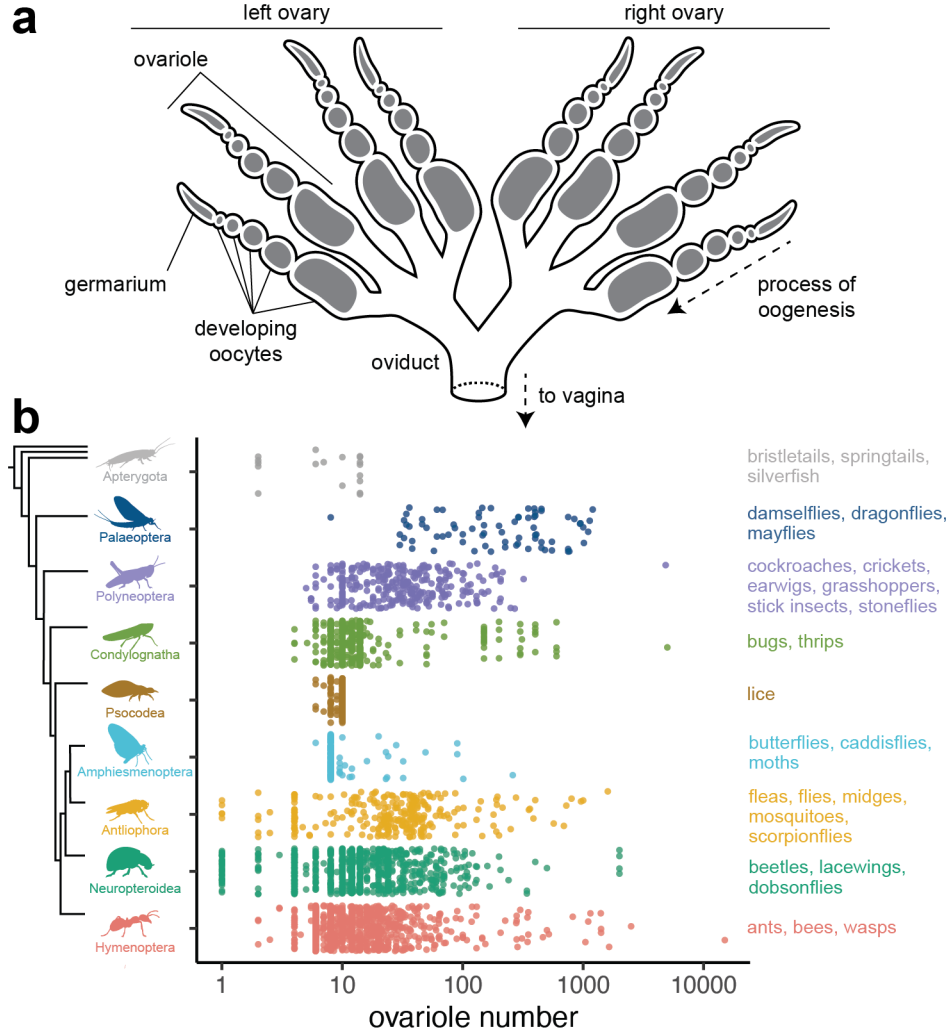 a
left ovary
right ovary
ovariole
germarium
developing
oocytes
process of
oogenesis
oviduct
to vagina
b
Apterygota
bristletails, springtails,
silverfish
Palaeoptera
damselflies, dragonflies,
mayflies
Polyneoptera
cockroaches, crickets,
earwigs, grasshoppers,
stick insects, stoneflies
Condylognatha
bugs, thrips
Psocodea
lice
Amphiesmenoptera
butterflies, caddisflies,
moths
Antliophora
fleas, flies, midges,
mosquitoes,
scorpionflies
Neuropteroidea
beetles, lacewings,
dobsonflies
Hymenoptera
ants, bees, wasps
1
10
100
1000
10000
ovariole number